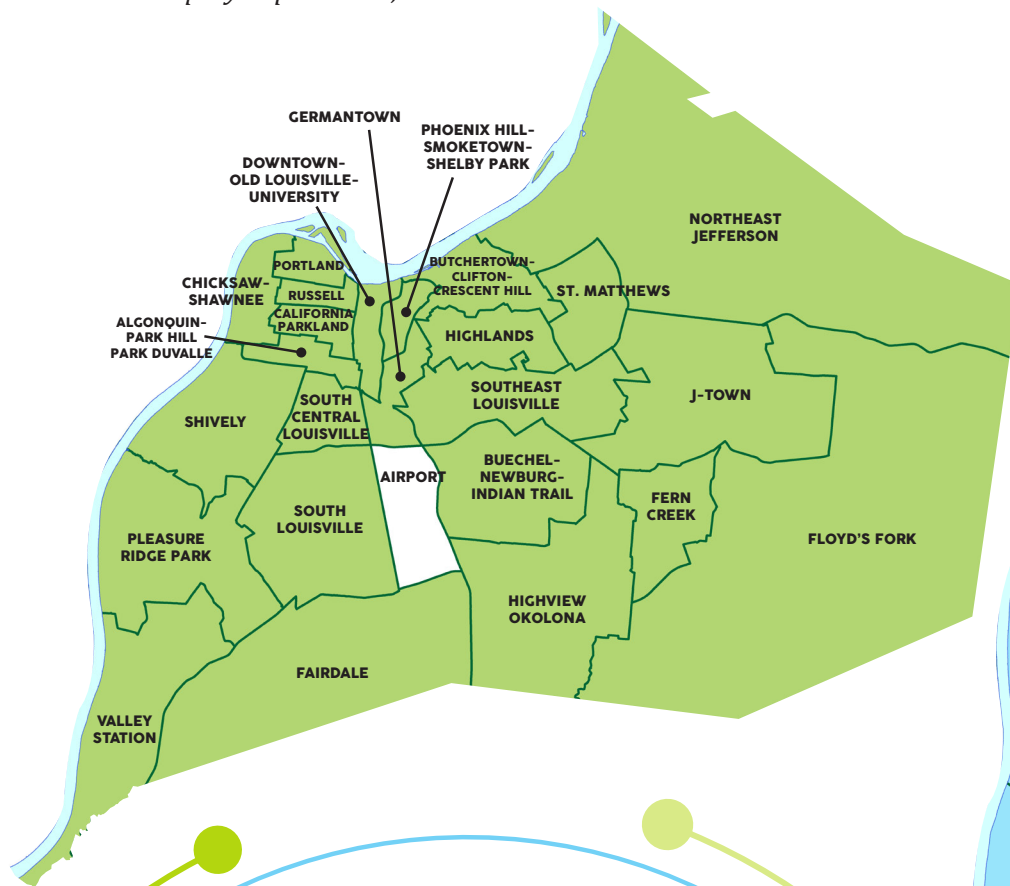 GERMANTOWN
PHOENIX HILL-
SMOKETOWN-
SHELBY PARK
DOWNTOWN-
OLD LOUISVILLE-
UNIVERSITY
NORTHEAST
JEFFERSON
PORTLAND
BUTCHERTOWN-
CLIFTON-
CRESCENT HILL
CHICKSAW-
SHAWNEE
RUSSELL
ST. MATTHEWS
CALIFORNIA
PARKLAND
ALGONQUIN-
PARK HILL
PARK DUVALLE
HIGHLANDS
SOUTHEAST
LOUISVILLE
J-TOWN
SHIVELY
SOUTH
CENTRAL
LOUISVILLE
AIRPORT
BUECHEL-
NEWBURG-
INDIAN TRAIL
FERN
CREEK
SOUTH
LOUISVILLE
PLEASURE
RIDGE PARK
FLOYD'S FORK
HIGHVIEW
OKOLONA
FAIRDALE
VALLEY
STATION